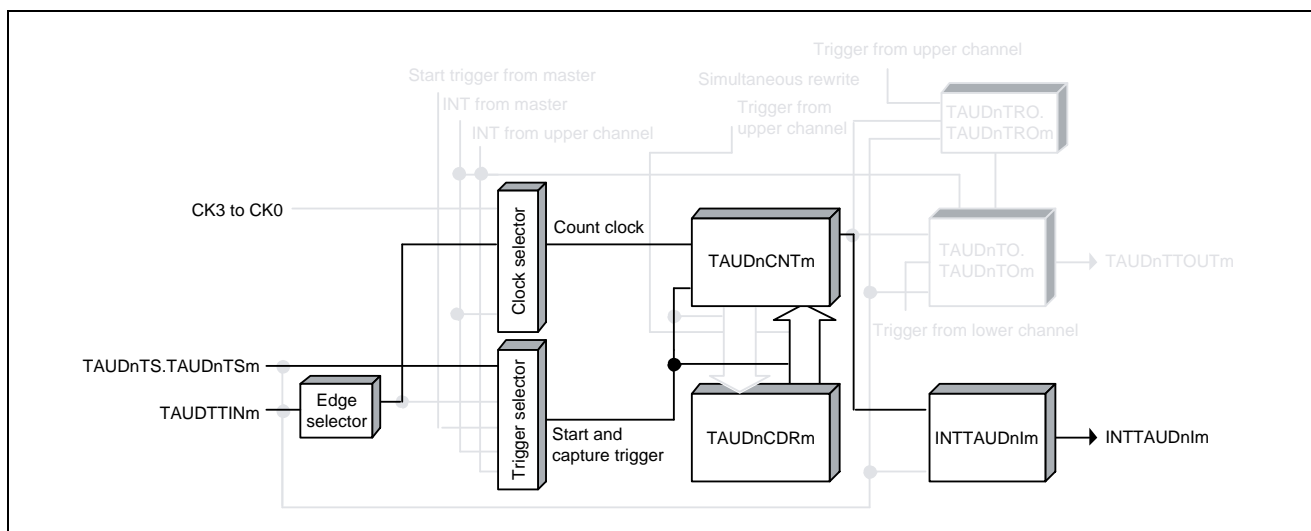 Trigger from upper channel
Start trigger from master
Simultaneous rewrite
INT from master
Trigger from
upper channel
INT from upper channel
TAUDnTRO.
TAUDnTROm
CK3 to CK0
Clock selector
Count clock
TAUDnCNTm
TAUDnTO.
TAUDnTOm
TAUDnTTOUTm
Trigger from lower channel
TAUDnTS.TAUDnTSm
TAUDTTINm
Edge
selector
Trigger selector
Start and
capture trigger
TAUDnCDRm
INTTAUDnIm
INTTAUDnIm